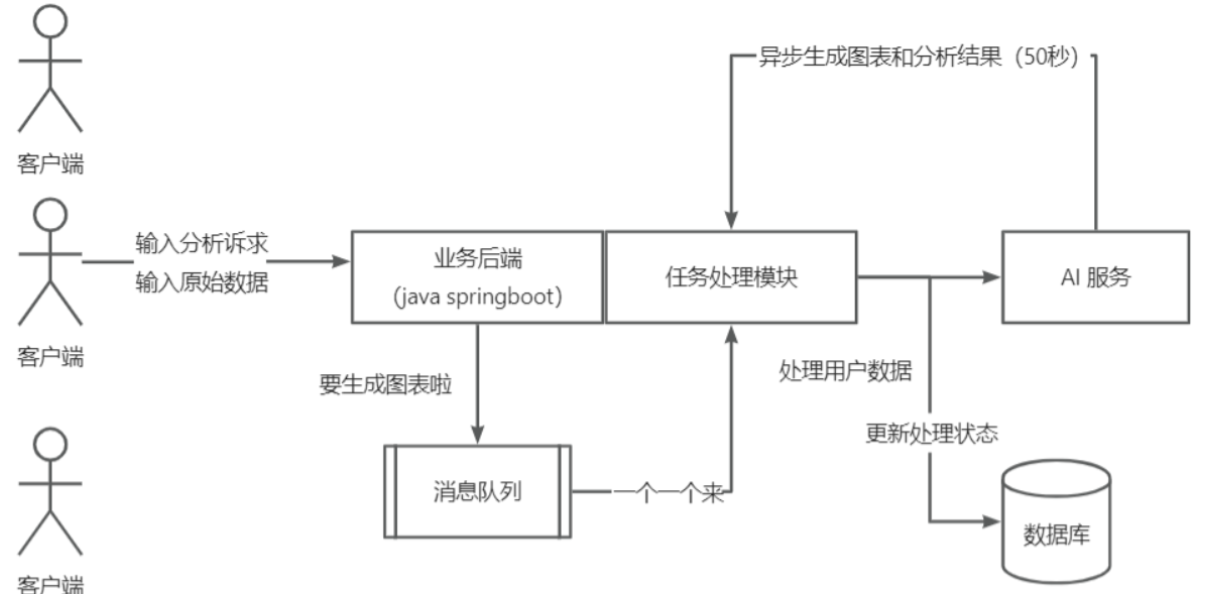 异步生成图表和分析结果（50秒）
客户端
输入分析诉求
输入原始数据
业务后端
（java springboot）
任务处理模块
AI 服务
客户端
要生成图表啦
处理用户数据
更新处理状态
消息队列
一个一个来
数据库
客户端